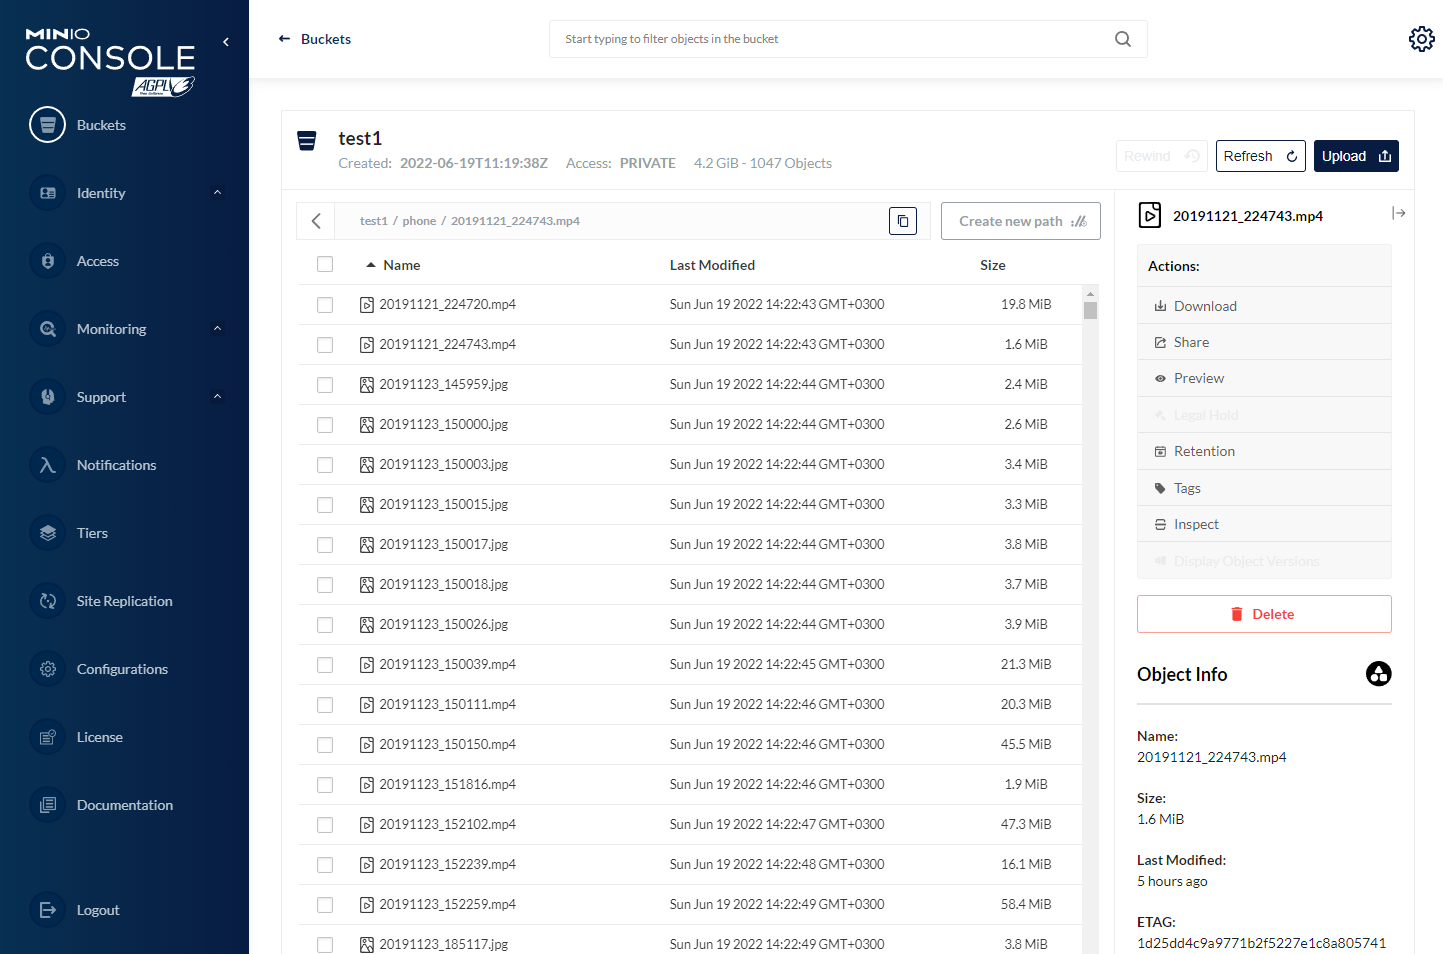 MINIO
CONSOLE
AGPL v3
Free Software
Buckets
Identity
Access
Monitoring
Support
Notifications
Tiers
Site Replication
Configurations
License
Documentation
Logout
Buckets
Start typing to filter objects in the bucket
test1
Created: 2022-06-19T11:19:38Z Access: PRIVATE 4.2 GiB - 1047 Objects
Rewind
Refresh
Upload
test1 / phone / 20191121_224743.mp4
Create new path
Name Last Modified Size
20191121_224720.mp4 Sun Jun 19 2022 14:22:43 GMT+0300 19.8 MiB
20191121_224743.mp4 Sun Jun 19 2022 14:22:43 GMT+0300 1.6 MiB
20191123_145959.jpg Sun Jun 19 2022 14:22:44 GMT+0300 2.4 MiB
20191123_150000.jpg Sun Jun 19 2022 14:22:44 GMT+0300 2.6 MiB
20191123_150003.jpg Sun Jun 19 2022 14:22:44 GMT+0300 3.4 MiB
20191123_150015.jpg Sun Jun 19 2022 14:22:44 GMT+0300 3.3 MiB
20191123_150017.jpg Sun Jun 19 2022 14:22:44 GMT+0300 3.8 MiB
20191123_150018.jpg Sun Jun 19 2022 14:22:44 GMT+0300 3.7 MiB
20191123_150026.jpg Sun Jun 19 2022 14:22:44 GMT+0300 3.9 MiB
20191123_150039.mp4 Sun Jun 19 2022 14:22:45 GMT+0300 21.3 MiB
20191123_150111.mp4 Sun Jun 19 2022 14:22:46 GMT+0300 20.3 MiB
20191123_150150.mp4 Sun Jun 19 2022 14:22:46 GMT+0300 45.5 MiB
20191123_151816.mp4 Sun Jun 19 2022 14:22:46 GMT+0300 1.9 MiB
20191123_152102.mp4 Sun Jun 19 2022 14:22:47 GMT+0300 47.3 MiB
20191123_152239.mp4 Sun Jun 19 2022 14:22:48 GMT+0300 16.1 MiB
20191123_152259.mp4 Sun Jun 19 2022 14:22:49 GMT+0300 58.4 MiB
20191123_185117.jpg Sun Jun 19 2022 14:22:49 GMT+0300 3.8 MiB
20191121_224743.mp4
Actions:
Download
Share
Preview
Legal Hold
Retention
Tags
Inspect
Display Object Versions
Delete
Object Info
Name:
20191121_224743.mp4
Size:
1.6 MiB
Last Modified:
5 hours ago
ETAG:
1d25dd4c9a9771b2f5227e1c8a805741